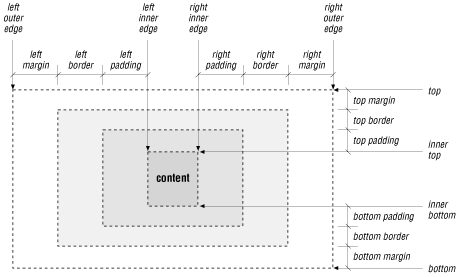 left outer edge
left inner edge
right inner edge
right outer edge
left margin
left border
left padding
right padding
right border
right margin
top
top margin
top border
top padding
inner top
content
inner bottom
bottom padding
bottom border
bottom margin
bottom